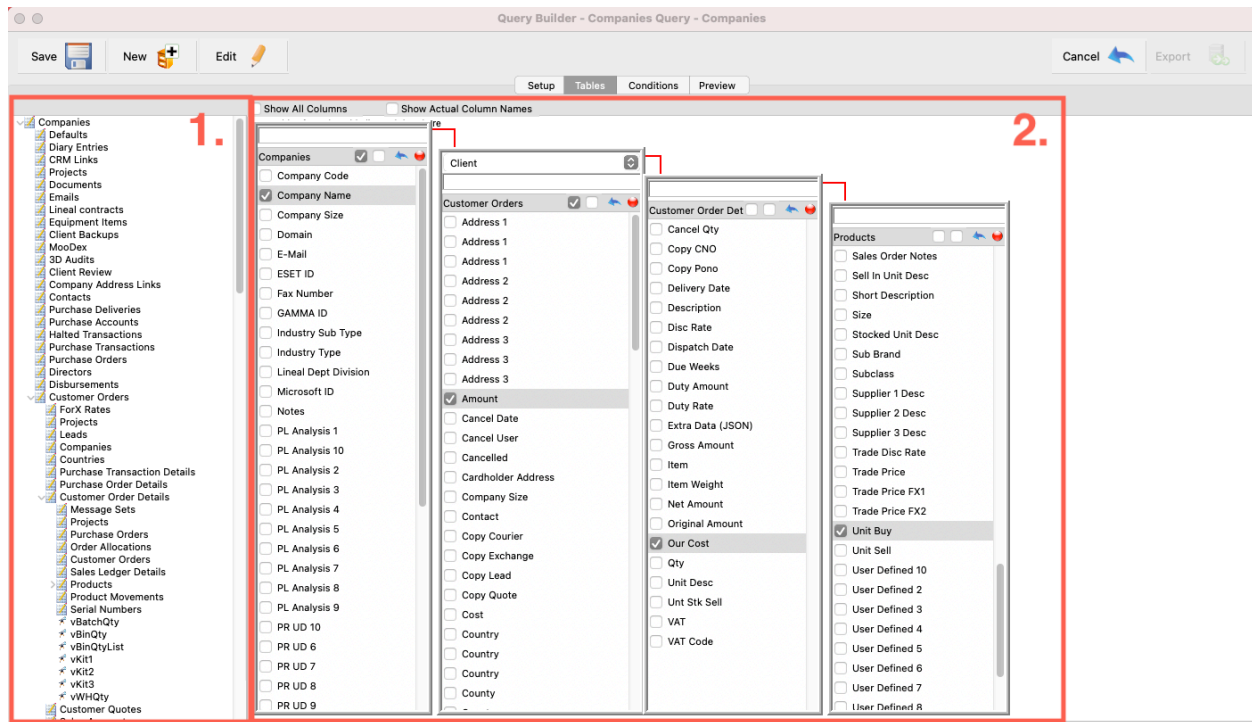 Query Builder - Companies Query - Companies
Save
New
Edit
Cancel
Export
Setup
Tables
Conditions
Preview
1.
Companies
Defaults
Diary Entries
CRM Links
Projects
Documents
Emails
Lineal contracts
Equipment Items
Client Backups
MooDex
3D Audits
Client Review
Company Address Links
Contacts
Purchase Deliveries
Purchase Accounts
Halted Transactions
Purchase Transactions
Purchase Orders
Directors
Disbursements
Customer Orders
ForX Rates
Projects
Leads
Companies
Countries
Purchase Transaction Details
Purchase Order Details
Customer Order Details
Message Sets
Projects
Purchase Orders
Order Allocations
Customer Orders
Sales Ledger Details
Products
Product Movements
Serial Numbers
vBatchQty
vBinQty
vBinQtyList
vKit1
vKit2
vKit3
vWHQty
Customer Quotes
Show All Columns
Show Actual Column Names
2.
Companies
Company Code
Company Name
Company Size
Domain
E-Mail
ESET ID
Fax Number
GAMMA ID
Industry Sub Type
Industry Type
Lineal Dept Division
Microsoft ID
Notes
PL Analysis 1
PL Analysis 10
PL Analysis 2
PL Analysis 3
PL Analysis 4
PL Analysis 5
PL Analysis 6
PL Analysis 7
PL Analysis 8
PL Analysis 9
PR UD 10
PR UD 6
PR UD 7
PR UD 8
PR UD 9
Client
Customer Orders
Address 1
Address 1
Address 1
Address 2
Address 2
Address 2
Address 3
Address 3
Address 3
Amount
Cancel Date
Cancel User
Cancelled
Cardholder Address
Company Size
Contact
Copy Courier
Copy Exchange
Copy Lead
Copy Quote
Cost
Country
Country
Country
County
Customer Order Det
Cancel Qty
Copy CNO
Copy Pono
Delivery Date
Description
Disc Rate
Dispatch Date
Due Weeks
Duty Amount
Duty Rate
Extra Data (JSON)
Gross Amount
Item
Item Weight
Net Amount
Original Amount
Our Cost
Qty
Unit Desc
Unt Stk Sell
VAT
VAT Code
Products
Sales Order Notes
Sell In Unit Desc
Short Description
Size
Stocked Unit Desc
Sub Brand
Subclass
Supplier 1 Desc
Supplier 2 Desc
Supplier 3 Desc
Trade Disc Rate
Trade Price
Trade Price FX1
Trade Price FX2
Unit Buy
Unit Sell
User Defined 10
User Defined 2
User Defined 3
User Defined 4
User Defined 5
User Defined 6
User Defined 7
User Defined 8